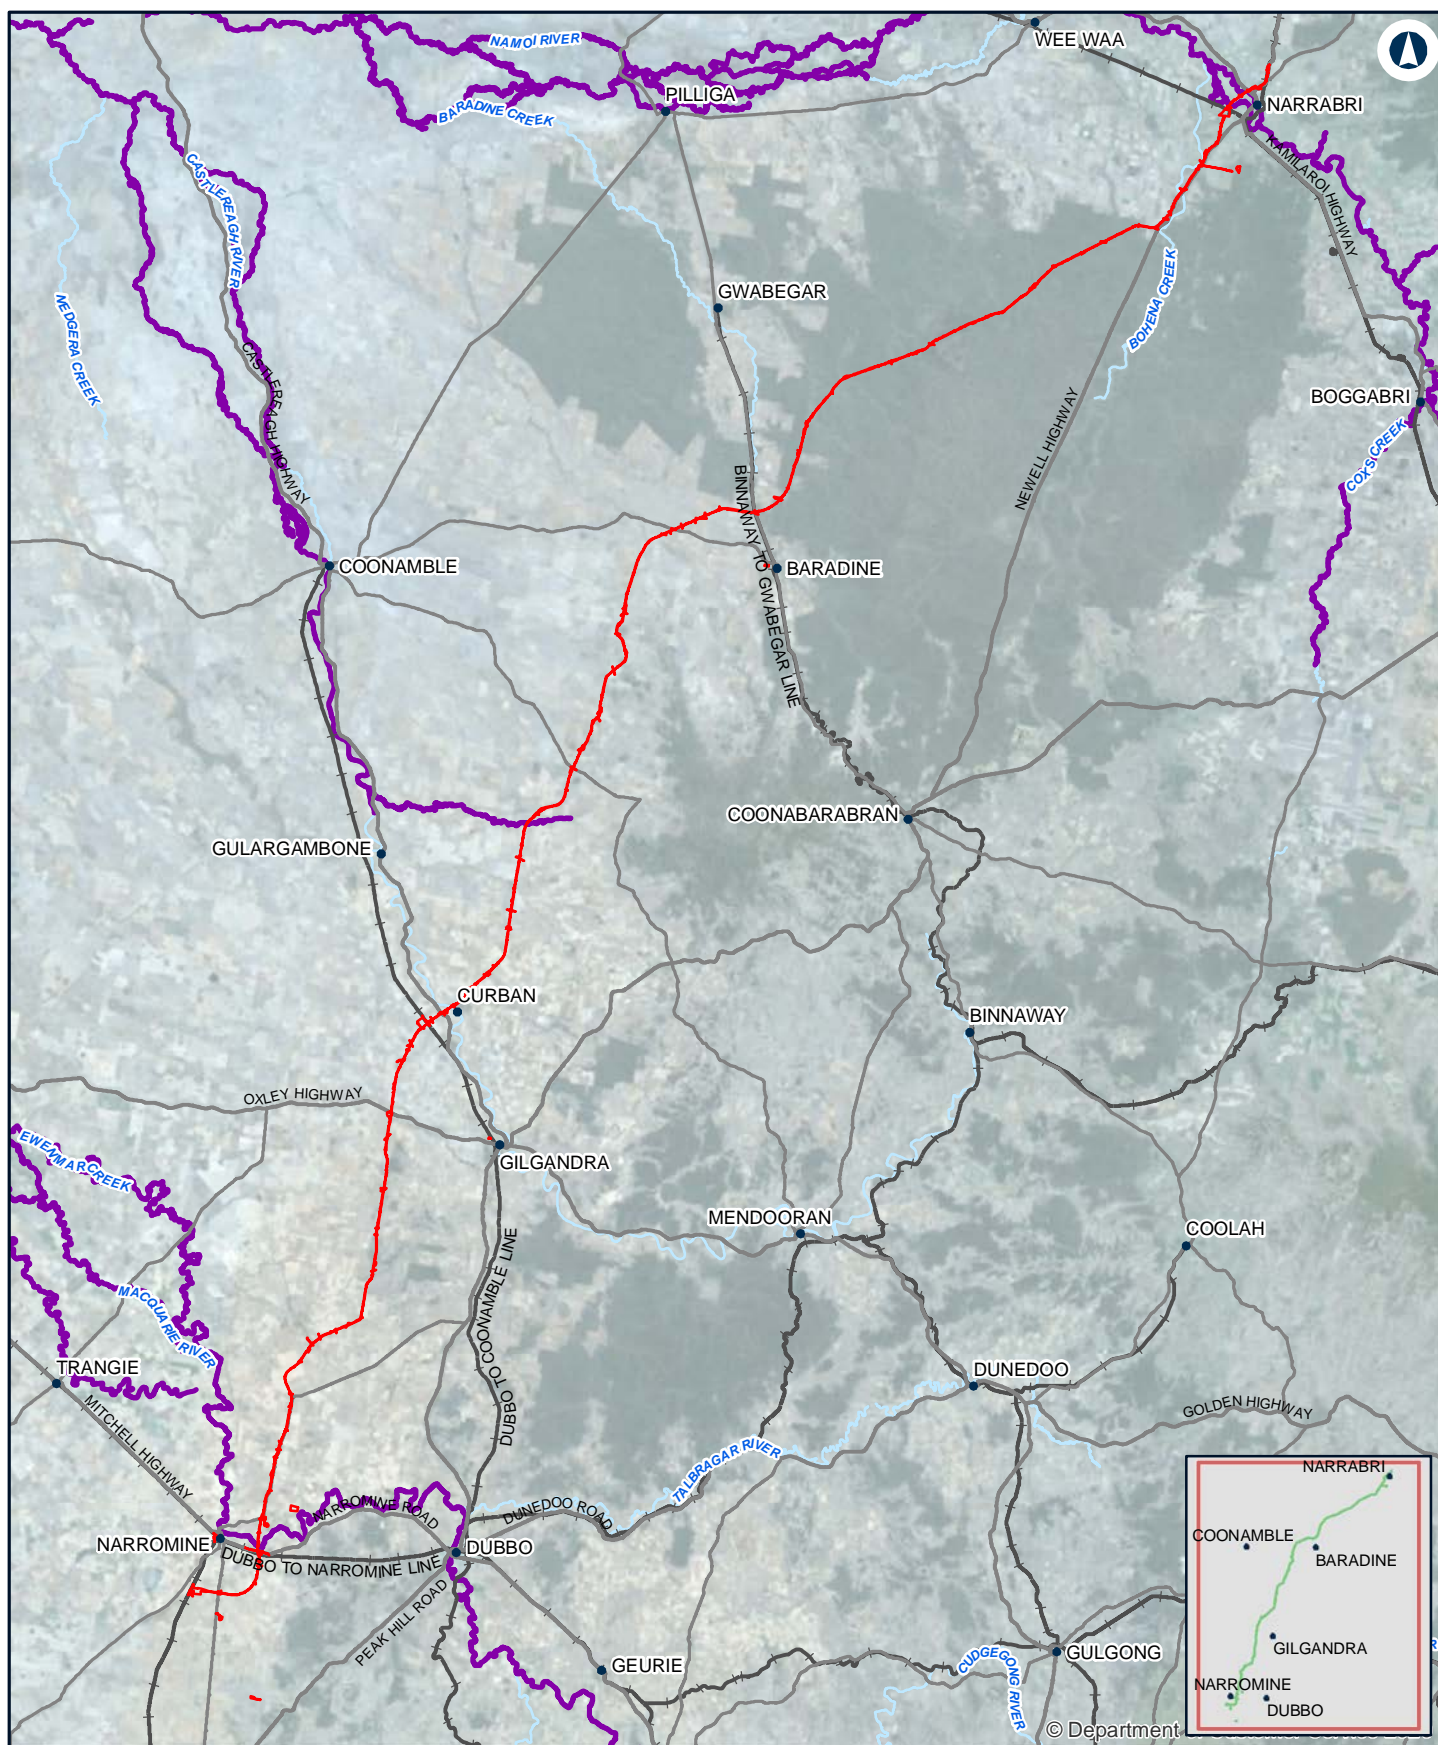 WEE WAA
NAMOI RIVER
PILLIGA
NARRABRI
BARADINE CREEK
KAMILAROI HIGHWAY
CASTLEREAGH RIVER
NEDGERA CREEK
GWABEGAR
BOHENA CREEK
BOGGABRI
CASTLEREAGH HIGHWAY
NEWELL HIGHWAY
COXS CREEK
BINNAWAY TO GWABEGAR LINE
COONAMBLE
BARADINE
COONABARABRAN
GULARGAMBONE
CURBAN
BINNAWAY
OXLEY HIGHWAY
EWENMAR CREEK
GILGANDRA
MENDOORAN
COOLAH
DUBBO TO COONAMBLE LINE
MACQUARIE RIVER
TRANGIE
DUNEDOO
MITCHELL HIGHWAY
GOLDEN HIGHWAY
TALBRAGAR RIVER
NARROMINE ROAD
DUNEDOO ROAD
NARROMINE
DUBBO
DUBBO TO NARROMINE LINE
PEAK HILL ROAD
GEURIE
GULGONG
CUDGEGONG RIVER
© Department
NARRABRI
COONAMBLE
BARADINE
GILGANDRA
NARROMINE
DUBBO